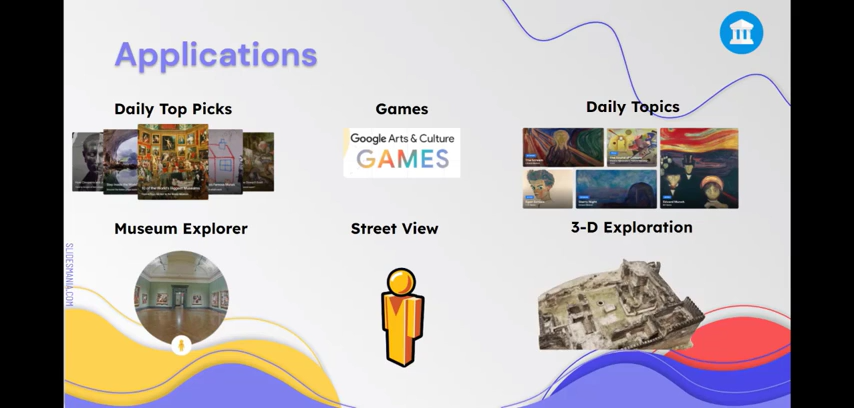 Applications
Daily Top Picks
Games
Daily Topics
Google Arts & Culture
GAMES
Museum Explorer
Street View
3-D Exploration
SLIDESMANIA.COM